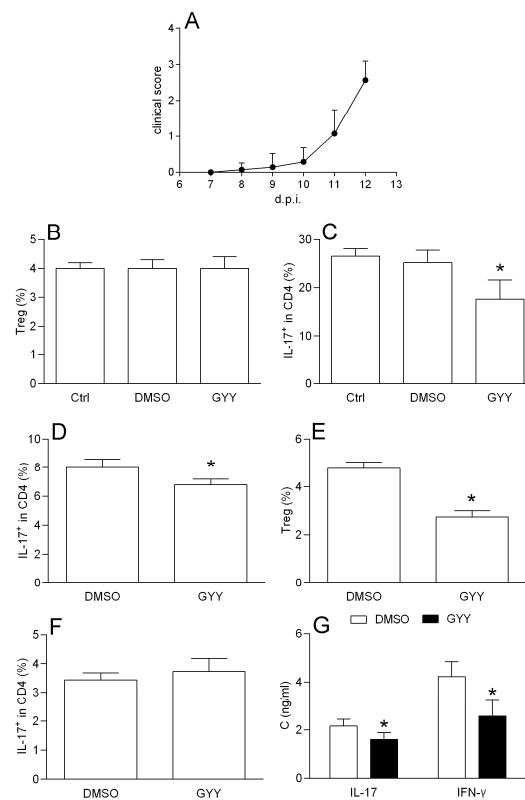 A
clinical score
4
3
2
1
0
6 7 8 9 10 11 12 13
d.p.i.
B
Treg (%)
5
4
3
2
1
0
Ctrl DMSO GYY
C
IL-17⁺ in CD4 (%)
30
20
10
0
*
Ctrl DMSO GYY
D
IL-17⁺ in CD4 (%)
10
8
6
4
2
0
*
DMSO GYY
E
Treg (%)
6
4
2
0
*
DMSO GYY
F
IL-17⁺ in CD4 (%)
5
4
3
2
1
0
DMSO GYY
G
DMSO GYY
C (ng/ml)
6
4
2
0
* *
IL-17 IFN-γ